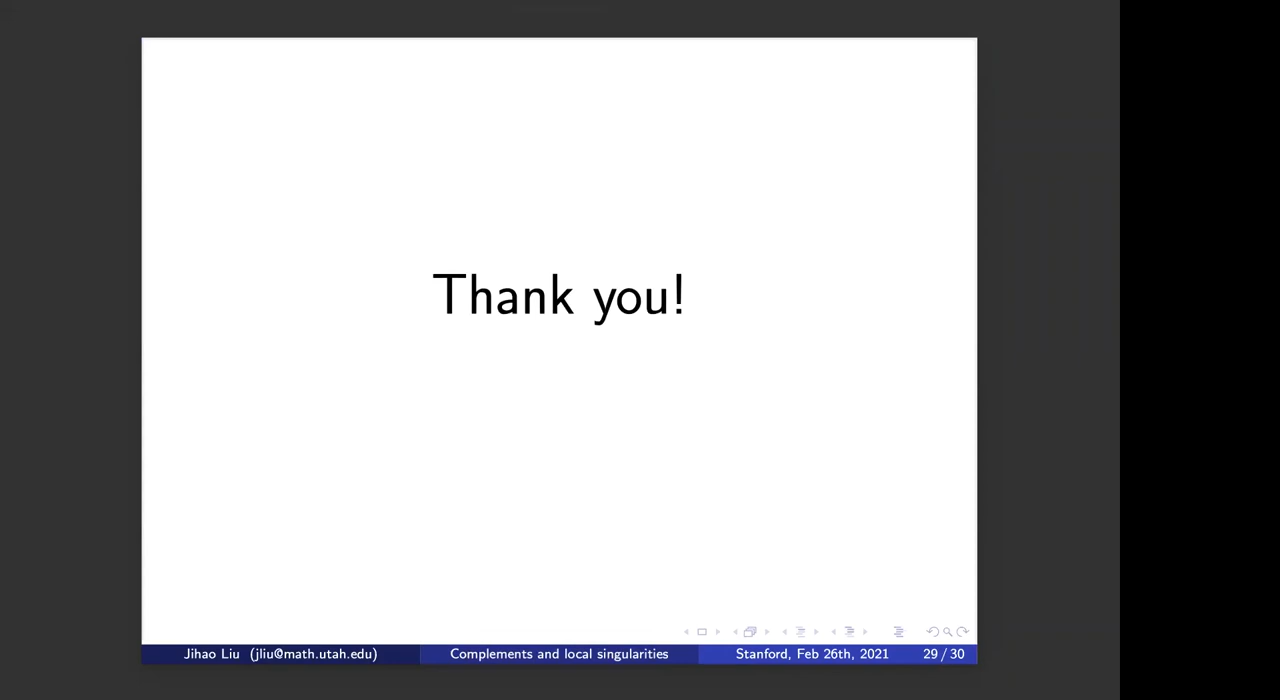 Thank you!
Jihao Liu (jliu@math.utah.edu) Complements and local singularities Stanford, Feb 26th, 2021 29 / 30